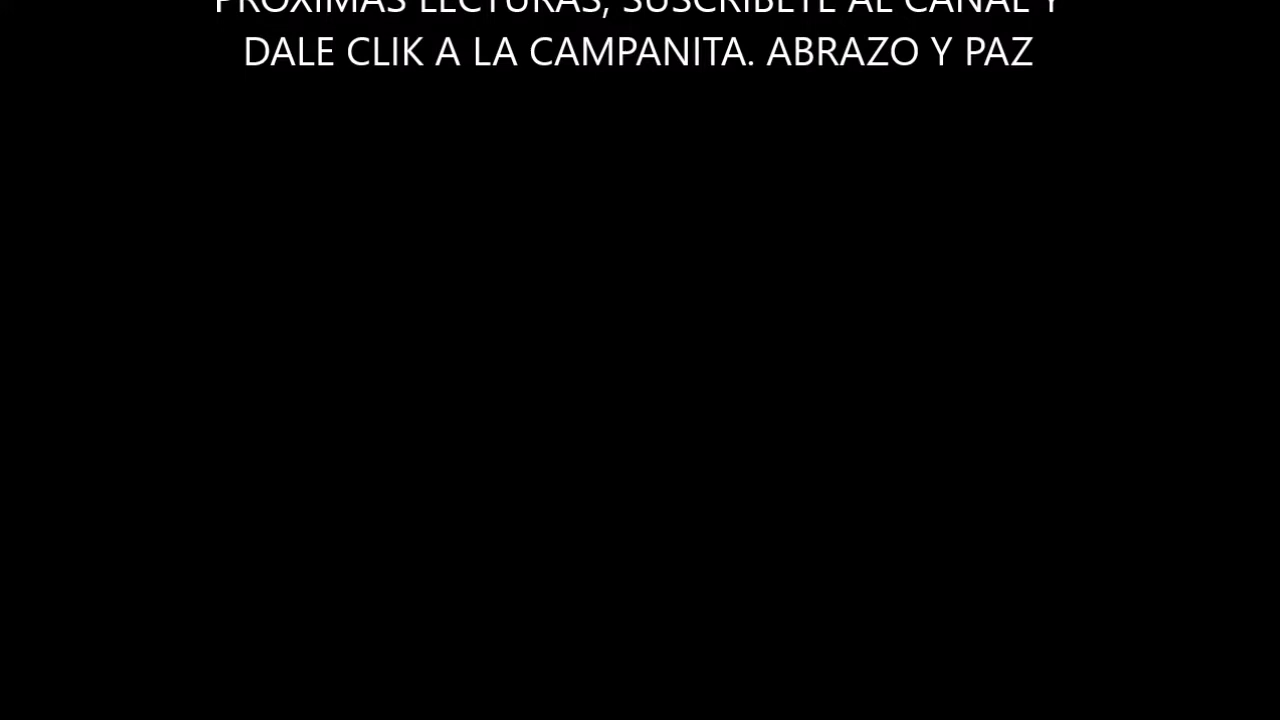 PROXIMAS LECTURAS, SUSCRIBETE AL CANAL Y
DALE CLIK A LA CAMPANITA. ABRAZO Y PAZ